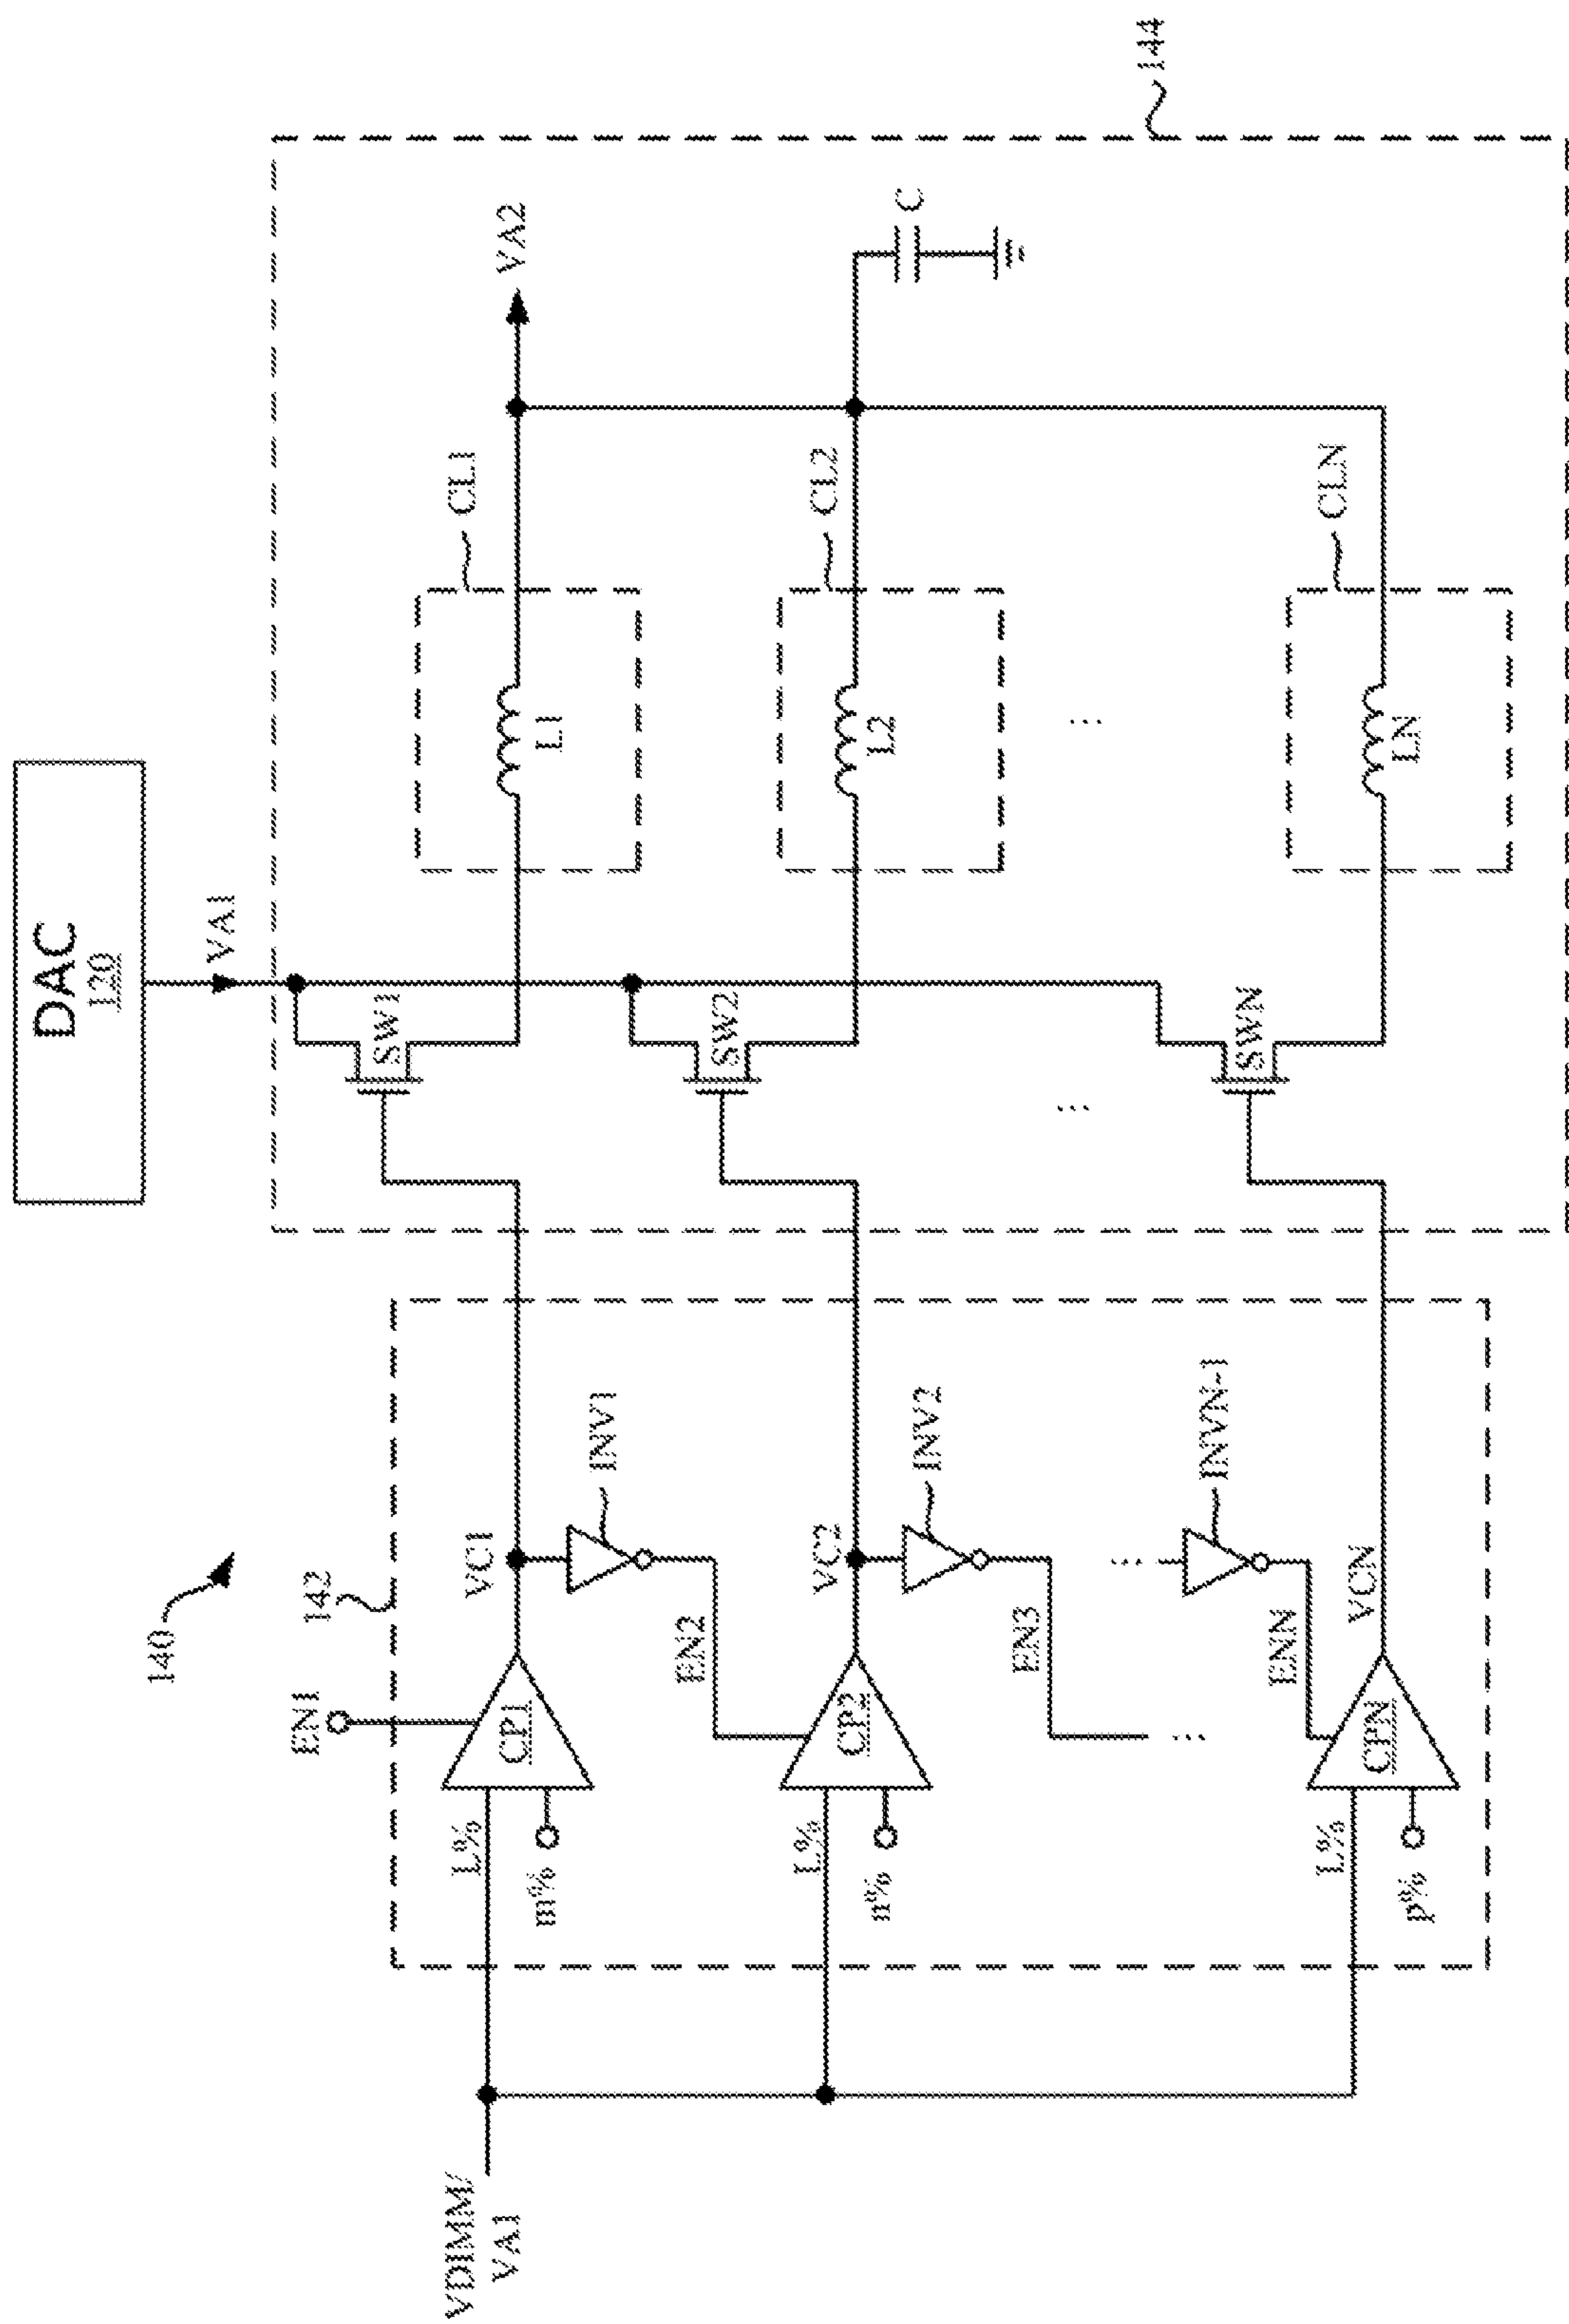 140
DAC
120
VA1
142
144
EN1
VDIMM/
VA1
L%
m%
CP1
VC1
INV1
SW1
L1
CL1
VA2
EN2
L%
n%
CP2
VC2
INV2
SW2
L2
CL2
C
EN3
...
...
...
...
INVN-1
ENN
L%
p%
CPN
VCN
SWN
LN
CLN